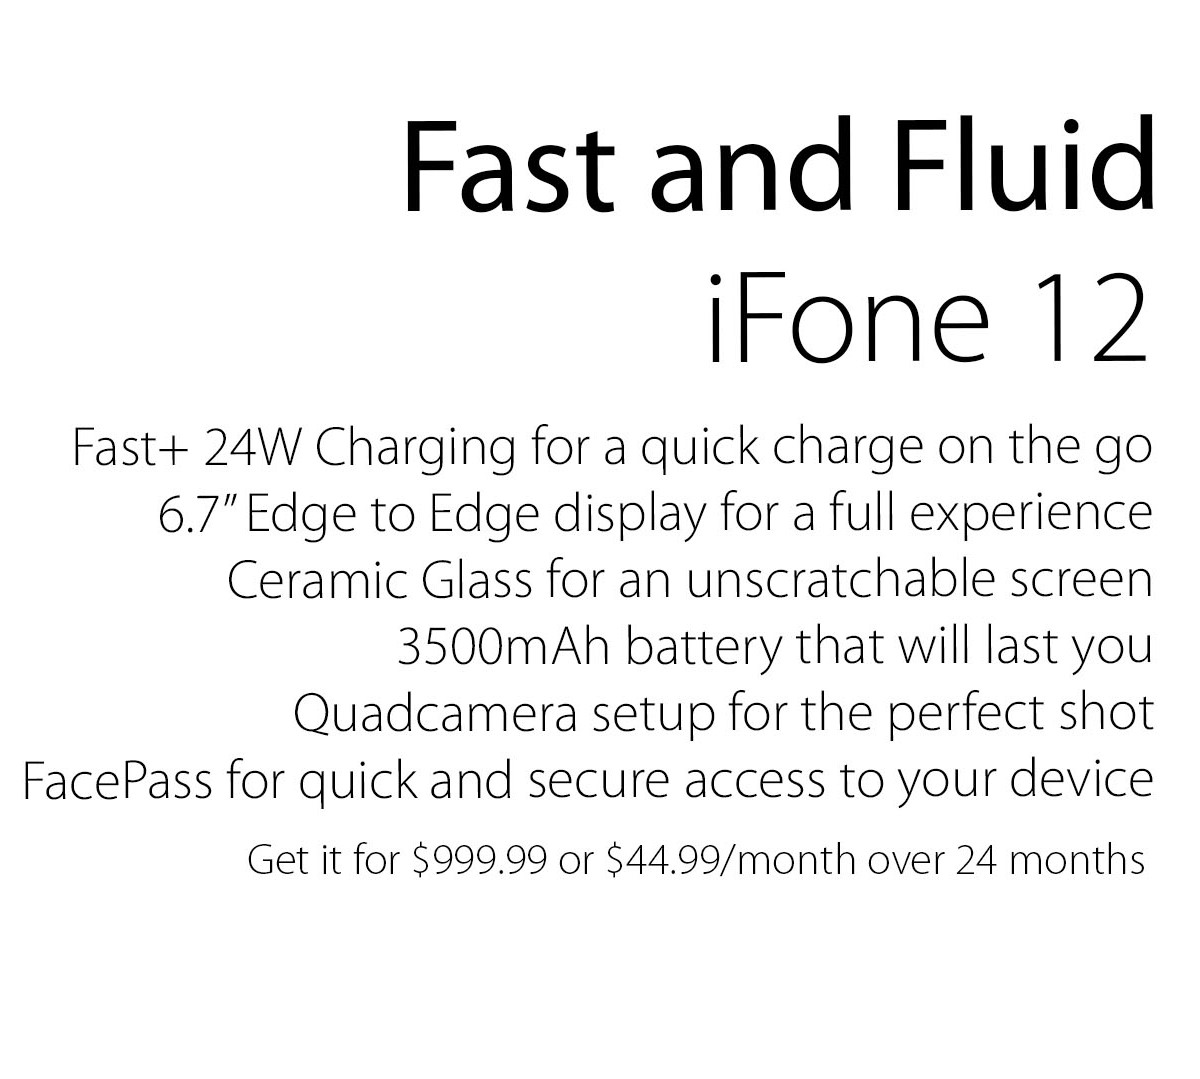 Fast and Fluid
iFone 12
Fast+ 24W Charging for a quick charge on the go
6.7” Edge to Edge display for a full experience
Ceramic Glass for an unscratchable screen
3500mAh battery that will last you
Quadcamera setup for the perfect shot
FacePass for quick and secure access to your device
Get it for $999.99 or $44.99/month over 24 months